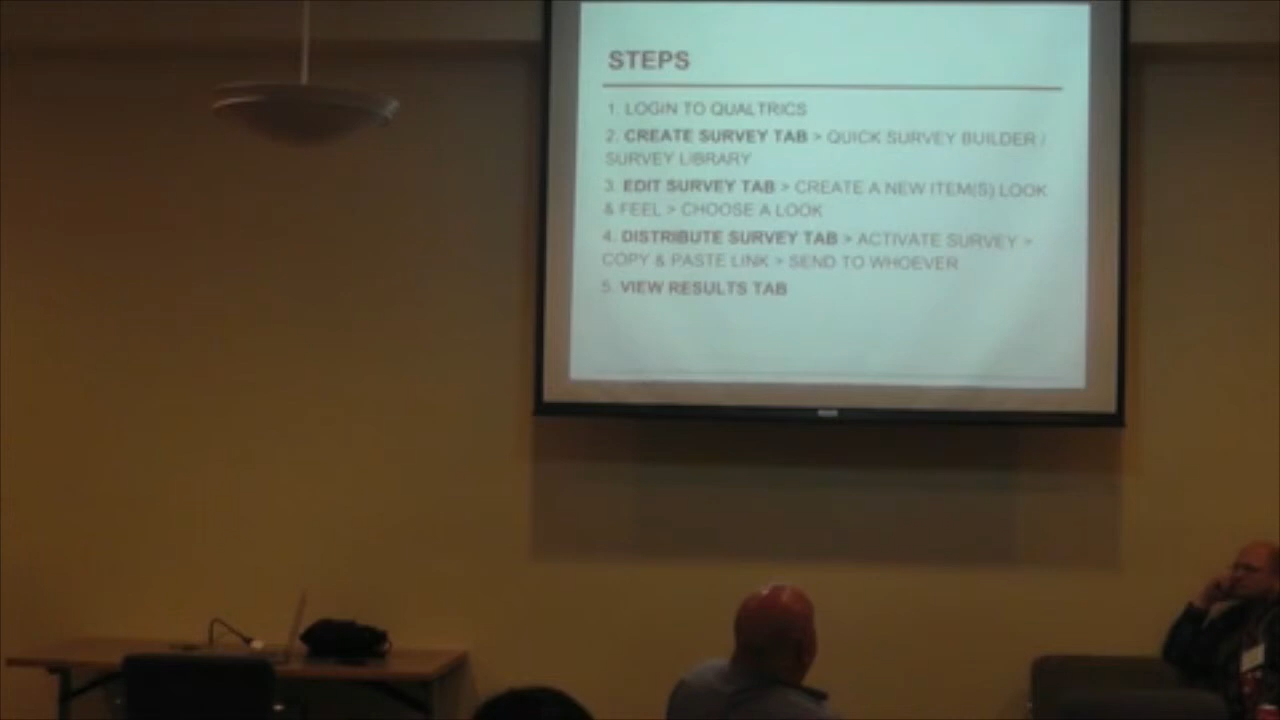 STEPS
1. LOGIN TO QUALTRICS
2. CREATE SURVEY TAB > QUICK SURVEY BUILDER /
SURVEY LIBRARY
3. EDIT SURVEY TAB > CREATE A NEW ITEM(S) LOOK
& FEEL > CHOOSE A LOOK
4. DISTRIBUTE SURVEY TAB > ACTIVATE SURVEY >
COPY & PASTE LINK > SEND TO WHOEVER
5. VIEW RESULTS TAB